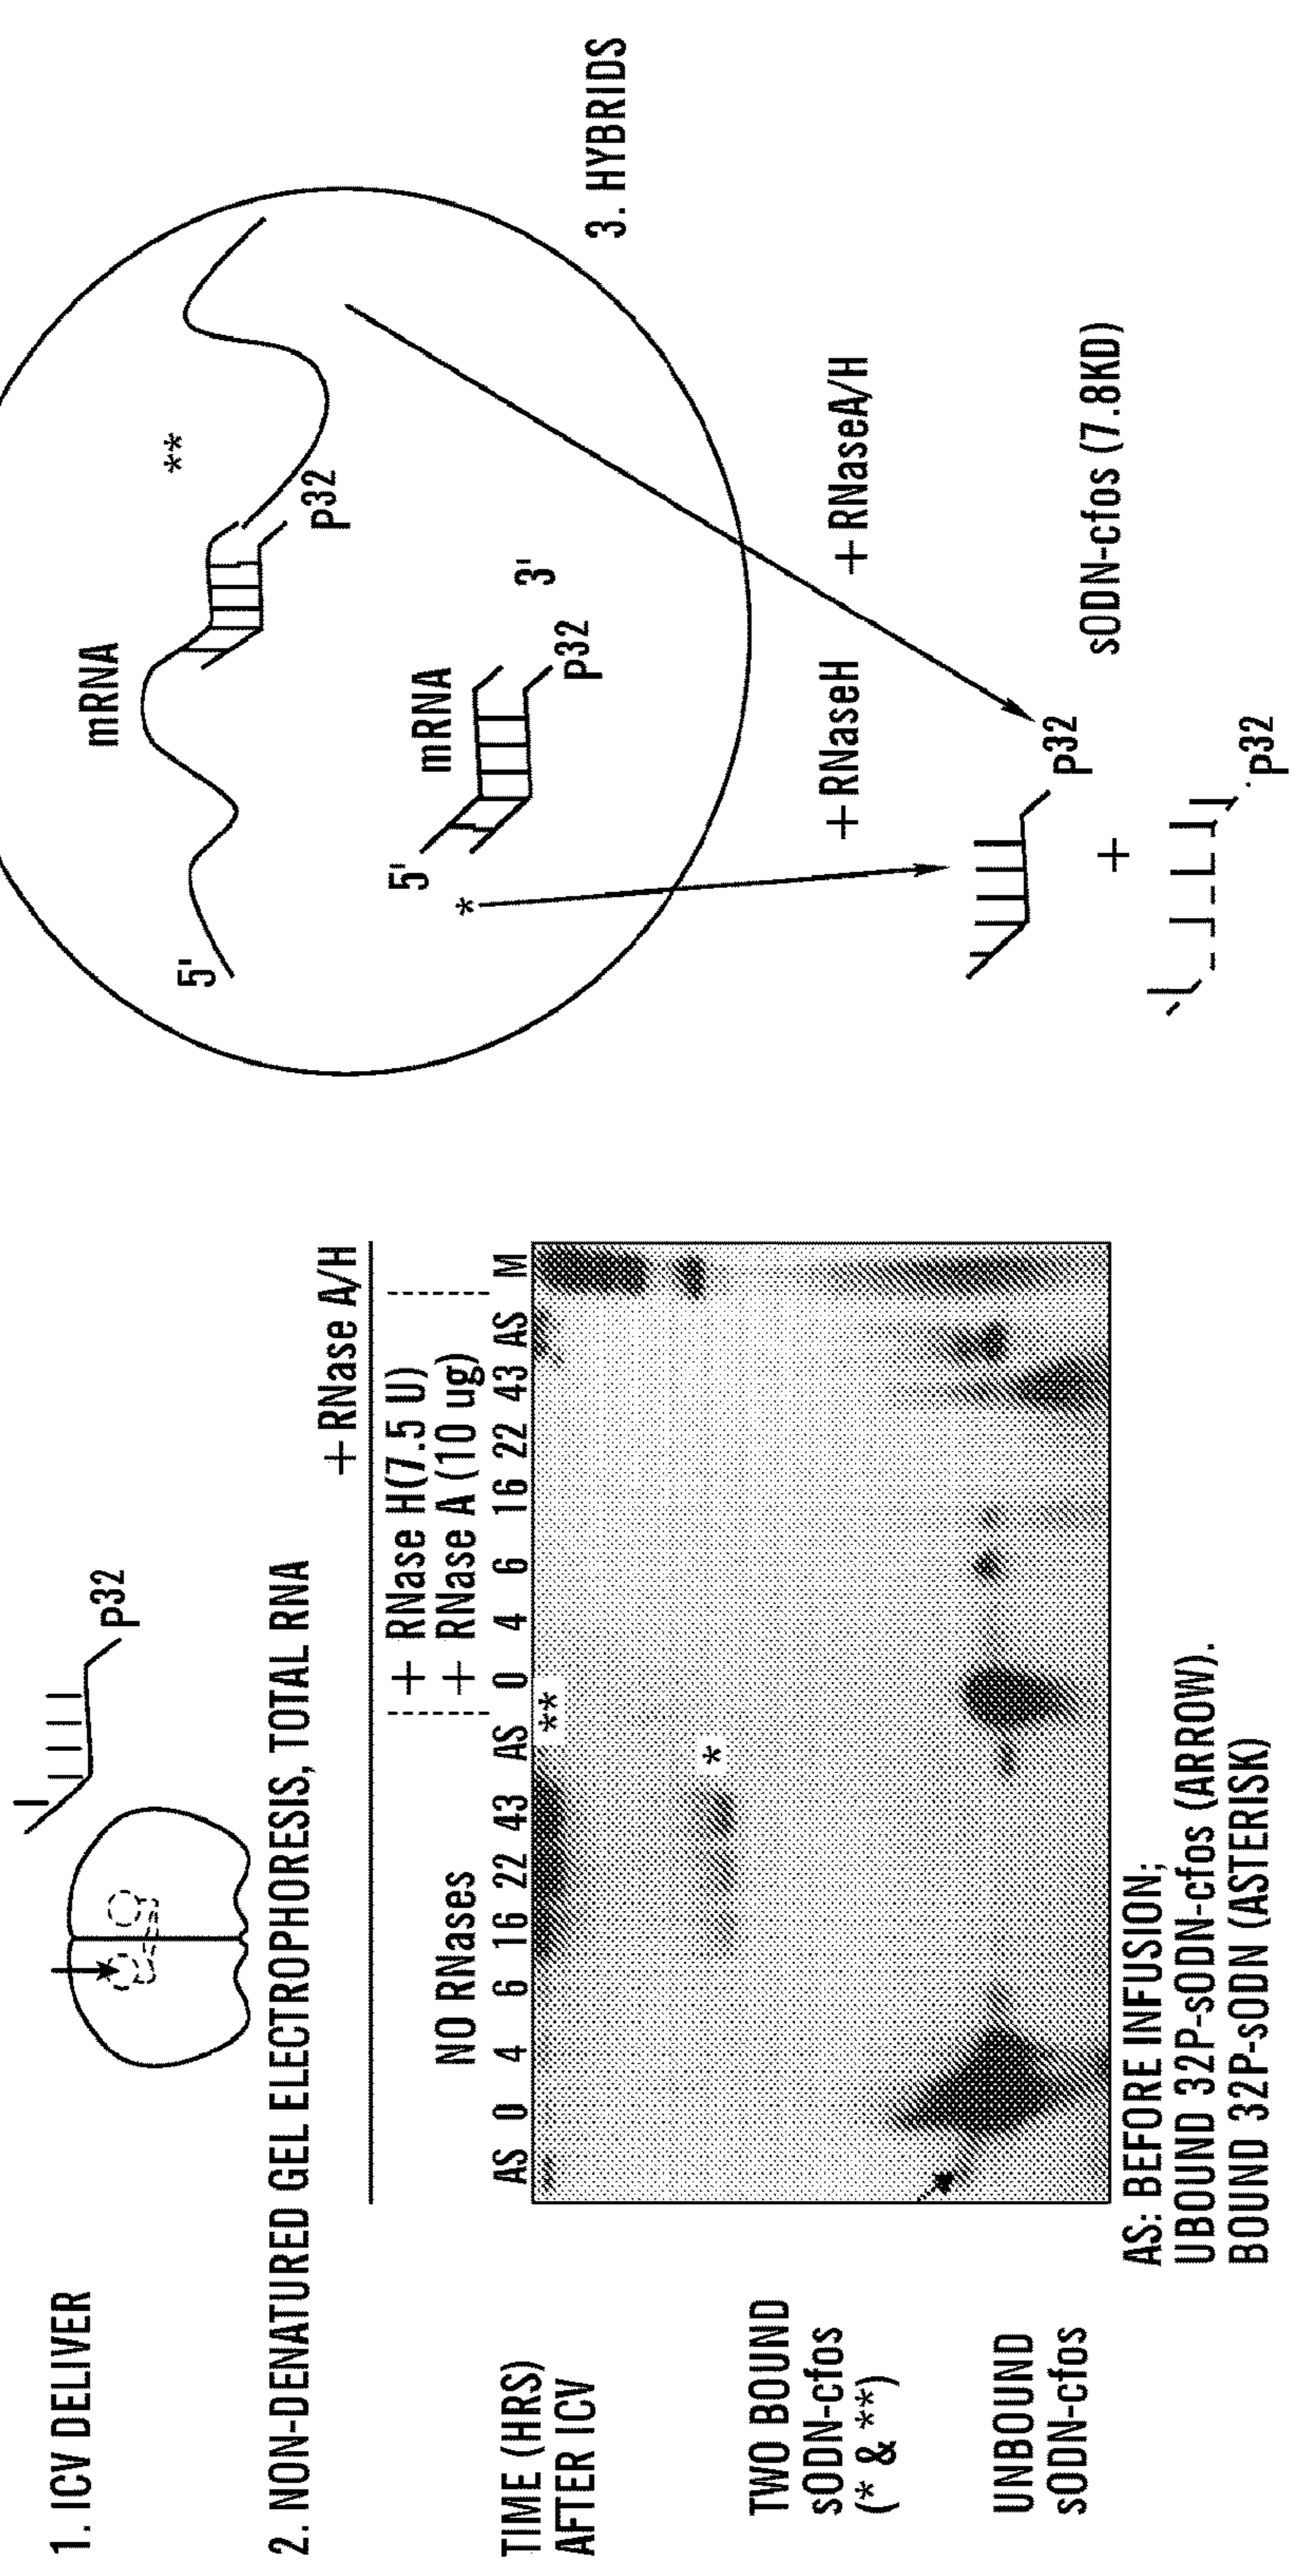 1. ICV DELIVER
P32
2. NON-DENATURED GEL ELECTROPHORESIS, TOTAL RNA
+ RNase A/H
NO RNases
+ RNase H(7.5 U)
+ RNase A (10 ug)
TIME (HRS)
AFTER ICV
AS 0 4 6 16 22 43 AS 0 4 6 16 22 43 AS M
**
*
TWO BOUND
sODN-cfos
(* & **)
UNBOUND
sODN-cfos
AS: BEFORE INFUSION;
UBOUND 32P-sODN-cfos (ARROW).
BOUND 32P-sODN (ASTERISK)
mRNA
**
5'
P32
mRNA
5'
3'
P32
*
3. HYBRIDS
+ RNaseH
+ RNaseA/H
P32
sODN-cfos (7.8KD)
+
P32